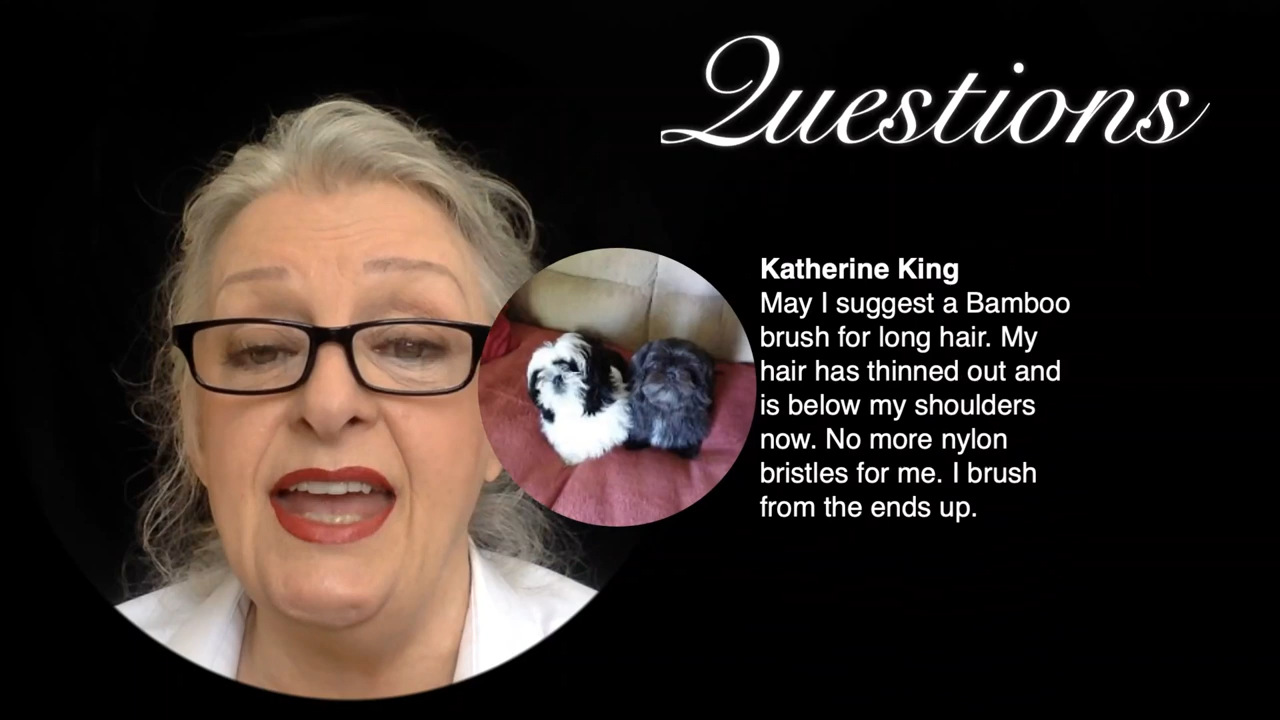 Questions
Katherine King
May I suggest a Bamboo
brush for long hair. My
hair has thinned out and
is below my shoulders
now. No more nylon
bristles for me. I brush
from the ends up.